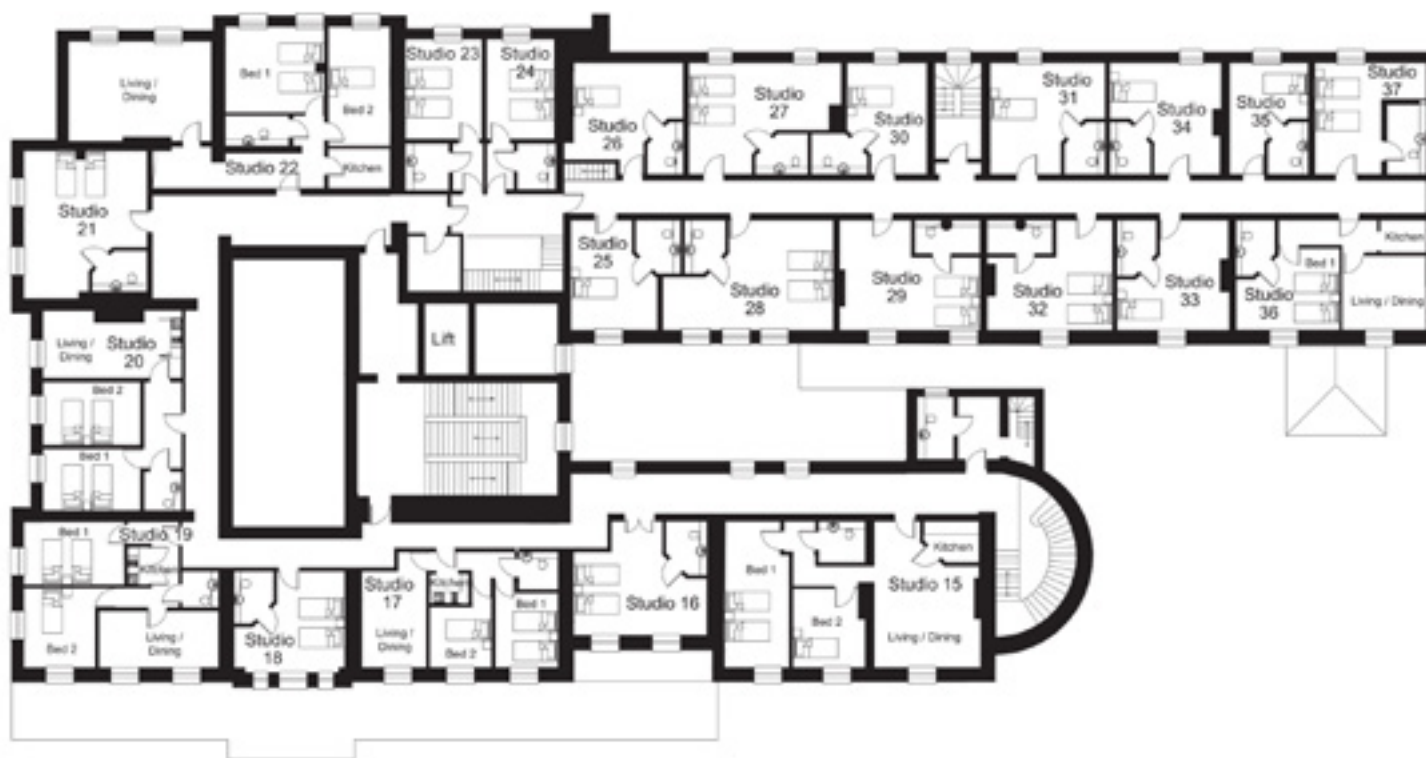 Living /
Dining
Bed 1
Bed 2
Studio 22
Kitchen
Studio 23
Studio
24
Studio
26
Studio
27
Studio
30
Studio
31
Studio
34
Studio
35
Studio
37
Studio
21
Studio
25
Studio
28
Studio
29
Studio
32
Studio
33
Studio
36
Bed 1
Kitchen
Living / Dining
Living /
Dining
Studio
20
Bed 2
Bed 1
Lift
Bed 1
Studio 19
Kitchen
Bed 2
Living /
Dining
Studio
18
Studio
17
Living /
Dining
Kitchen
Bed 2
Bed 1
Studio 16
Bed 1
Bed 2
Kitchen
Studio 15
Living / Dining